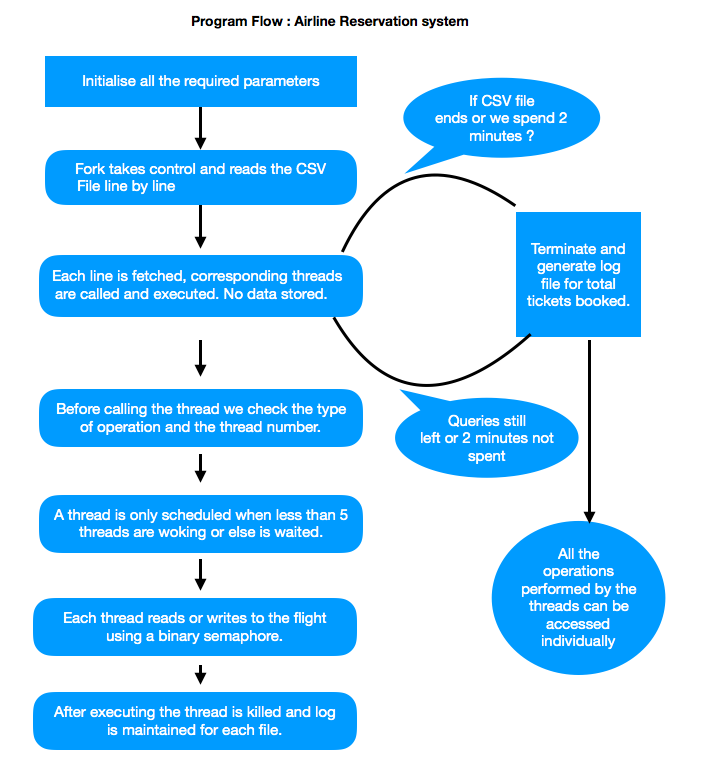 Program Flow : Airline Reservation system
Initialise all the required parameters
If CSV file
ends or we spend 2
minutes ?
Fork takes control and reads the CSV
File line by line
Terminate and
generate log
file for total
tickets booked.
Each line is fetched, corresponding threads
are called and executed. No data stored.
Before calling the thread we check the type
of operation and the thread number.
Queries still
left or 2 minutes not
spent
A thread is only scheduled when less than 5
threads are woking or else is waited.
All the
operations
performed by the
threads can be
accessed
individually
Each thread reads or writes to the flight
using a binary semaphore.
After executing the thread is killed and log
is maintained for each file.